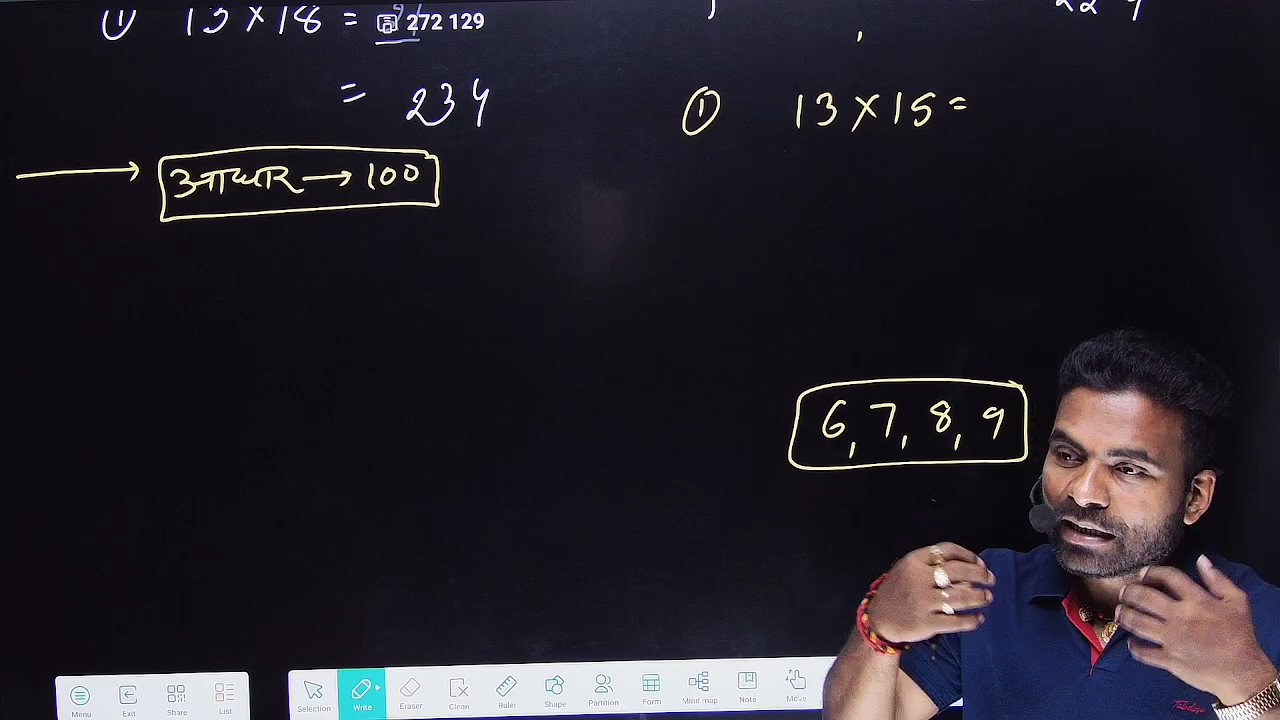 ① 13 × 18 =
272 129
= 234
① 13 × 15 =
आधार → 100
6, 7, 8, 9
Menu Exit Share List Selection Write Eraser Clean Ruler Shape Partition Form Mind map Note Move